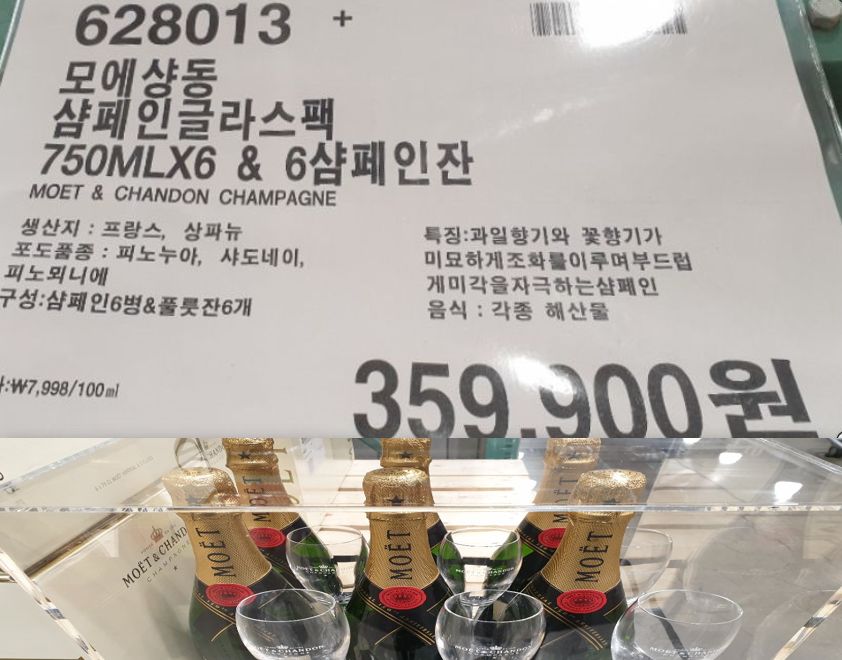 628013 +
모에샹동
샴페인글라스팩
750MLX6 & 6샴페인잔
MOET & CHANDON CHAMPAGNE
생산지 : 프랑스, 상파뉴
포도품종 : 피노누아, 샤도네이,
피노뫼니에
구성:샴페인6병&풀룻잔6개
특징:과일향기와 꽃향기가
미묘하게조화를이루며부드럽
게미각을자극하는샴페인
음식 : 각종 해산물
:₩7,998/100㎖
359,900원
MOËT & CHANDON
CHAMPAGNE
MOËT
MOËT
MOËT